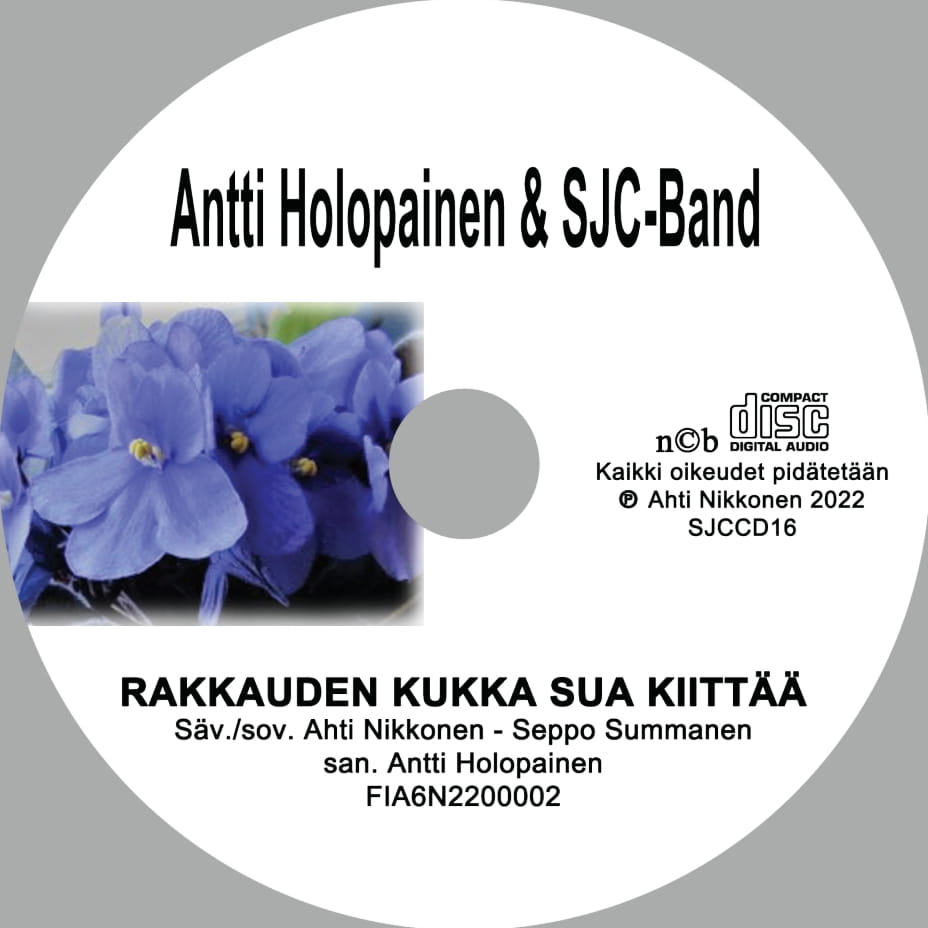 Antti Holopainen & SJC-Band
COMPACT
disc
DIGITAL AUDIO
n©b
Kaikki oikeudet pidätetään
℗ Ahti Nikkonen 2022
SJCCD16
RAKKAUDEN KUKKA SUA KIITTÄÄ
Säv./sov. Ahti Nikkonen - Seppo Summanen
san. Antti Holopainen
FIA6N2200002